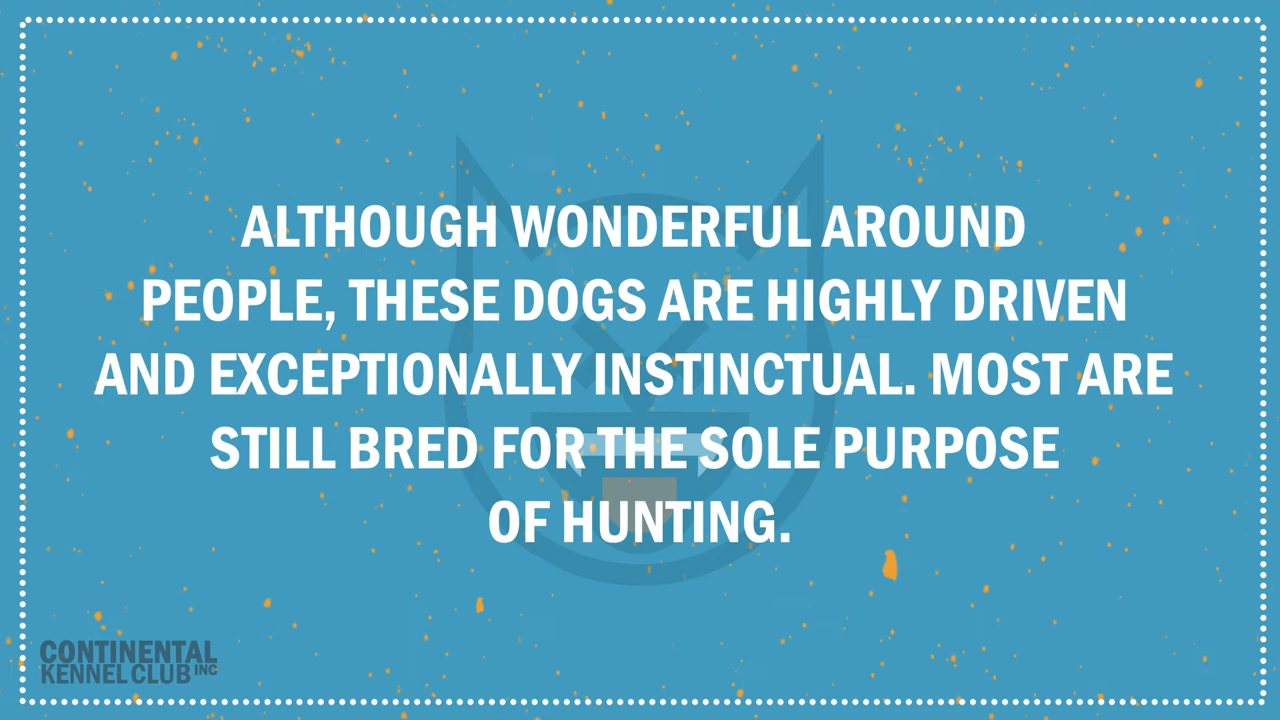 ALTHOUGH WONDERFUL AROUND
PEOPLE, THESE DOGS ARE HIGHLY DRIVEN
AND EXCEPTIONALLY INSTINCTUAL. MOST ARE
STILL BRED FOR THE SOLE PURPOSE
OF HUNTING.
CONTINENTAL
KENNEL CLUB INC